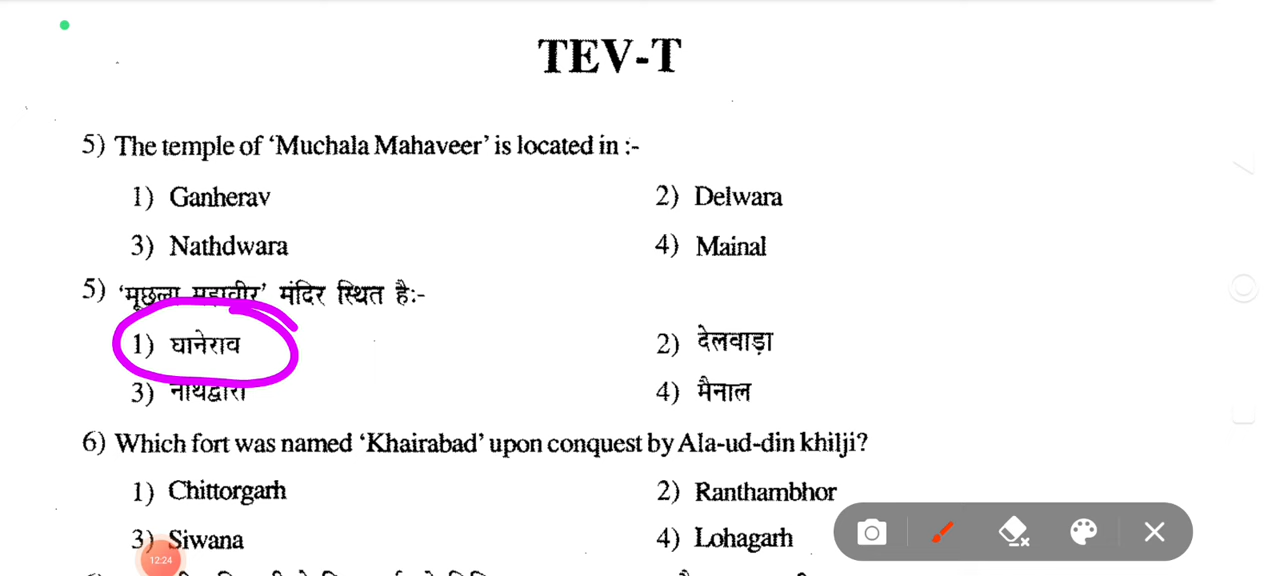 TEV-T
5) The temple of ‘Muchala Mahaveer’ is located in :-
1) Ganherav 2) Delwara
3) Nathdwara 4) Mainal
5) ‘मूछला महावीर’ मंदिर स्थित है:-
1) घानेराव 2) देलवाड़ा
3) नाथद्वारा 4) मैनाल
6) Which fort was named ‘Khairabad’ upon conquest by Ala-ud-din khilji?
1) Chittorgarh 2) Ranthambhor
3) Siwana 4) Lohagarh
12:24